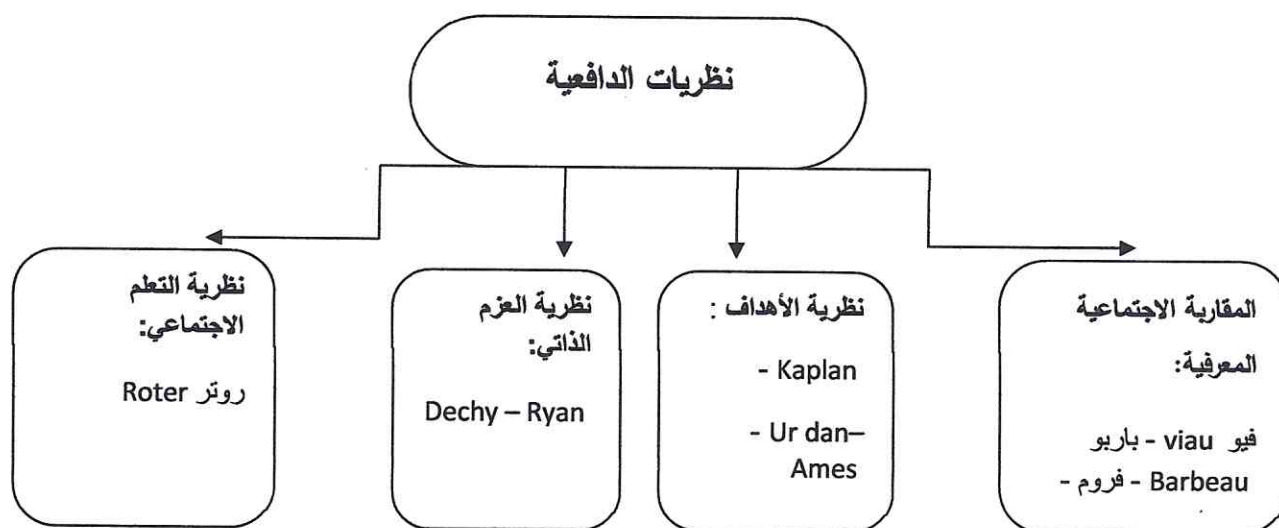 نظريات الدافعية
المقاربة الاجتماعية
المعرفية:
فيو viau - باربو
Barbeau - فروم -
نظرية الأهداف :
- Kaplan
- Ur dan–
Ames
نظرية العزم
الذاتي:
Dechy – Ryan
نظرية التعلم
الاجتماعي:
روتر Roter